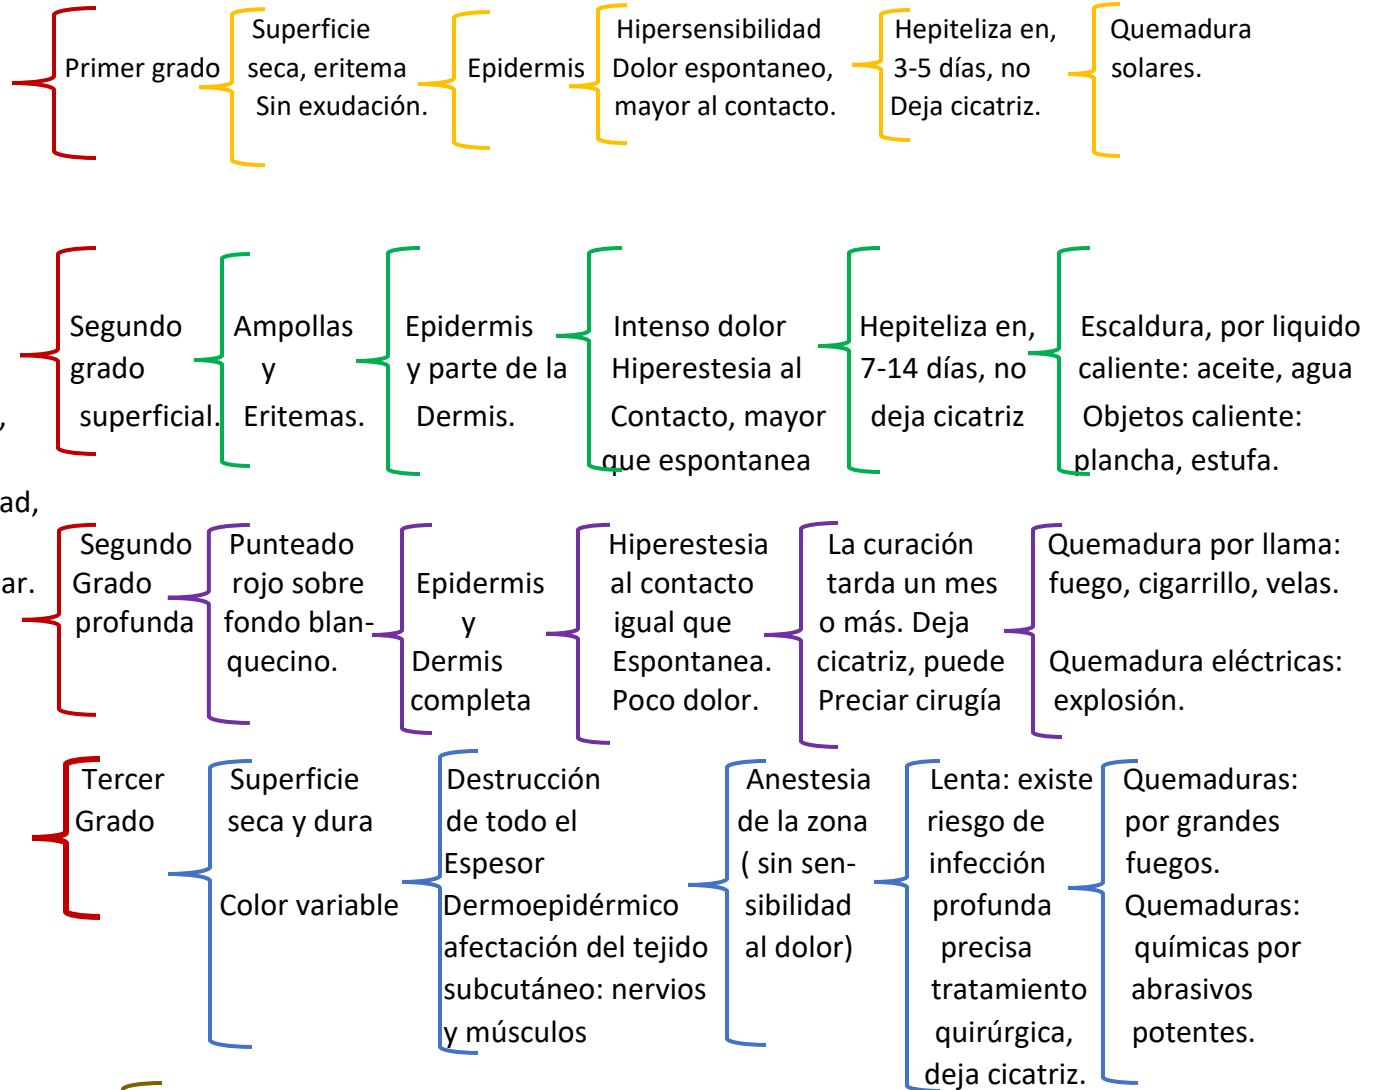 Primer grado
Superficie
seca, eritema
Sin exudación.
Epidermis
Hipersensibilidad
Dolor espontaneo,
mayor al contacto.
Hepiteliza en,
3-5 días, no
Deja cicatriz.
Quemadura
solares.
Segundo
grado
superficial.
Ampollas
y
Eritemas.
Epidermis
y parte de la
Dermis.
Intenso dolor
Hiperestesia al
Contacto, mayor
que espontanea
Hepiteliza en,
7-14 días, no
deja cicatriz
Escaldura, por liquido
caliente: aceite, agua
Objetos caliente:
plancha, estufa.
,
ad,
ar.
Segundo
Grado
profunda
Punteado
rojo sobre
fondo blan-
quecino.
Epidermis
y
Dermis
completa
Hiperestesia
al contacto
igual que
Espontanea.
Poco dolor.
La curación
tarda un mes
o más. Deja
cicatriz, puede
Preciar cirugía
Quemadura por llama:
fuego, cigarrillo, velas.
Quemadura eléctricas:
explosión.
Tercer
Grado
Superficie
seca y dura
Color variable
Destrucción
de todo el
Espesor
Dermoepidérmico
afectación del tejido
subcutáneo: nervios
y músculos
Anestesia
de la zona
( sin sen-
sibilidad
al dolor)
Lenta: existe
riesgo de
infección
profunda
precisa
tratamiento
quirúrgica,
deja cicatriz.
Quemaduras:
por grandes
fuegos.
Quemaduras:
químicas por
abrasivos
potentes.